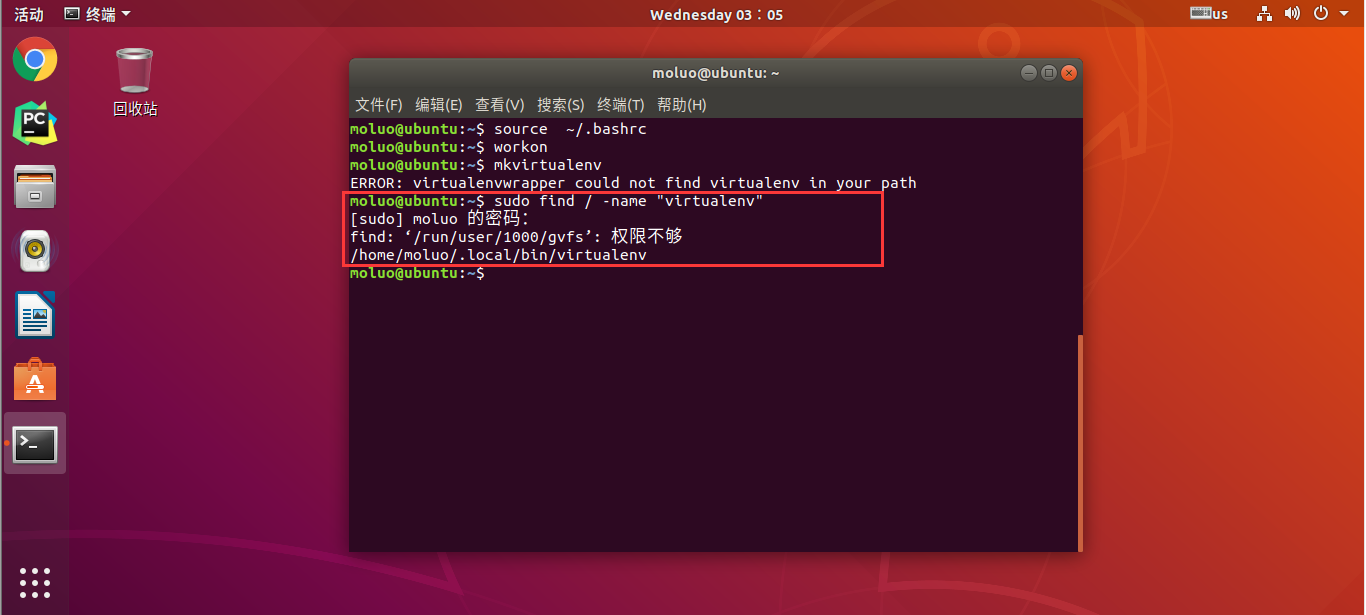 活动 终端 Wednesday 03：05 us
回收站
moluo@ubuntu: ~
文件(F) 编辑(E) 查看(V) 搜索(S) 终端(T) 帮助(H)
moluo@ubuntu:~$ source  ~/.bashrc
moluo@ubuntu:~$ workon
moluo@ubuntu:~$ mkvirtualenv
ERROR: virtualenvwrapper could not find virtualenv in your path
moluo@ubuntu:~$ sudo find / -name "virtualenv"
[sudo] moluo 的密码：
find: ‘/run/user/1000/gvfs’: 权限不够
/home/moluo/.local/bin/virtualenv
moluo@ubuntu:~$
PC